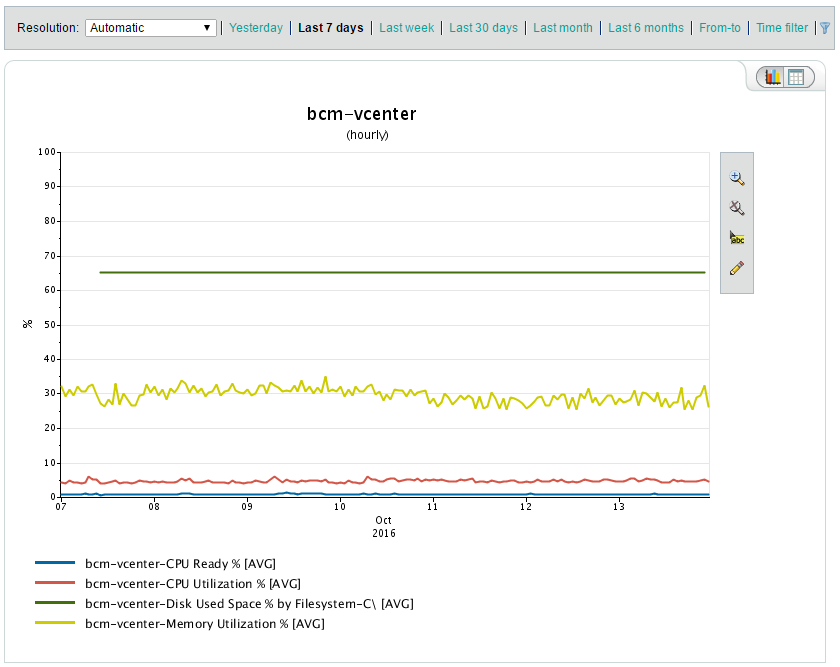 Resolution: Automatic Yesterday Last 7 days Last week Last 30 days Last month Last 6 months From-to Time filter
bcm-vcenter
(hourly)
100
90
80
70
60
50
40
30
20
10
0
%
07 08 09 10 11 12 13
Oct
2016
abc
bcm-vcenter-CPU Ready % [AVG]
bcm-vcenter-CPU Utilization % [AVG]
bcm-vcenter-Disk Used Space % by Filesystem-C\ [AVG]
bcm-vcenter-Memory Utilization % [AVG]